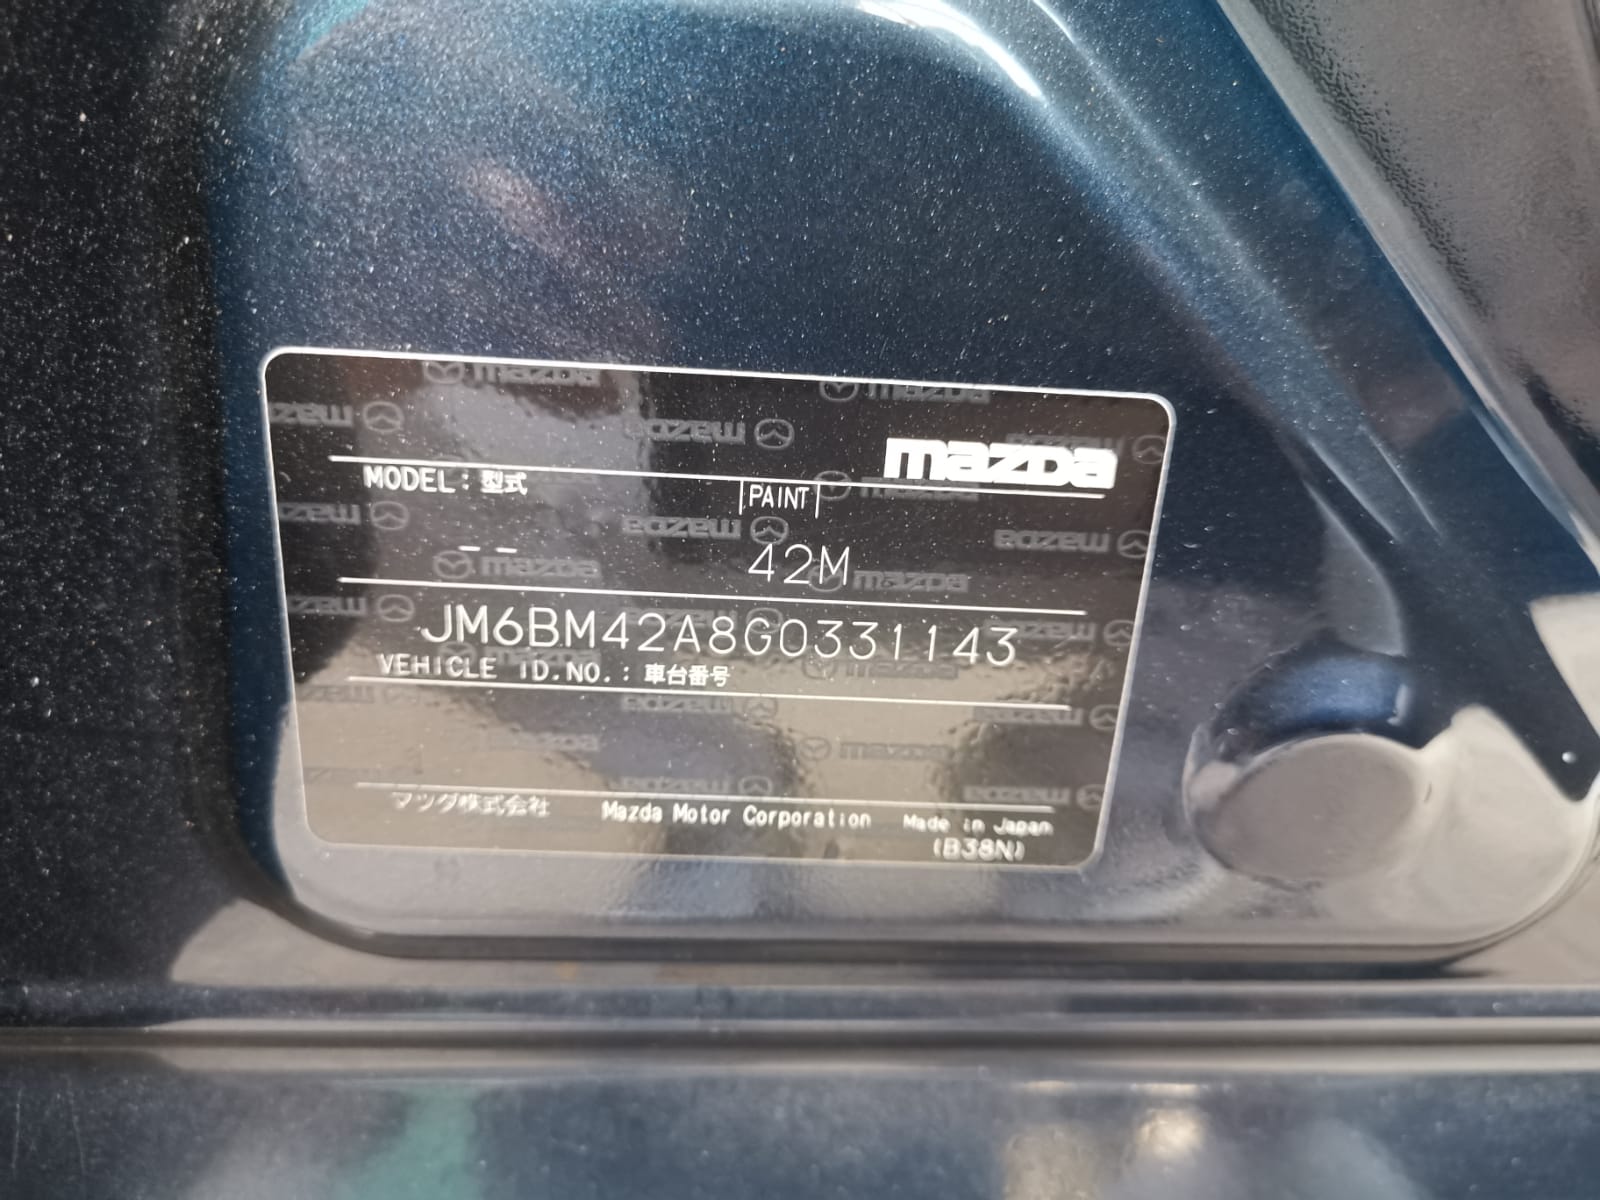 mazda
MODEL : 型式
PAINT
-- 42M
JM6BM42A8G0331143
VEHICLE ID.NO. : 車台番号
マツダ株式会社 Mazda Motor Corporation Made in Japan
(B38N)